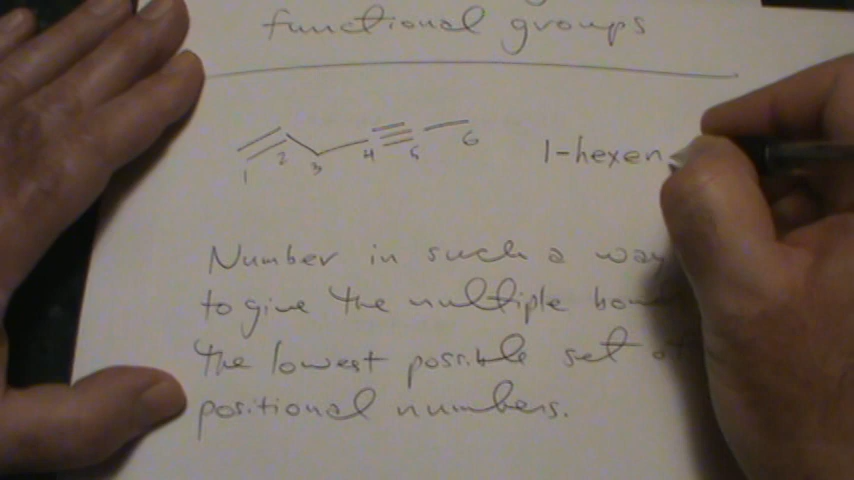 functional groups
1 2 3 4 5 6
1-hexen
Number in such a way
to give the multiple
the lowest possible set of
positional numbers.